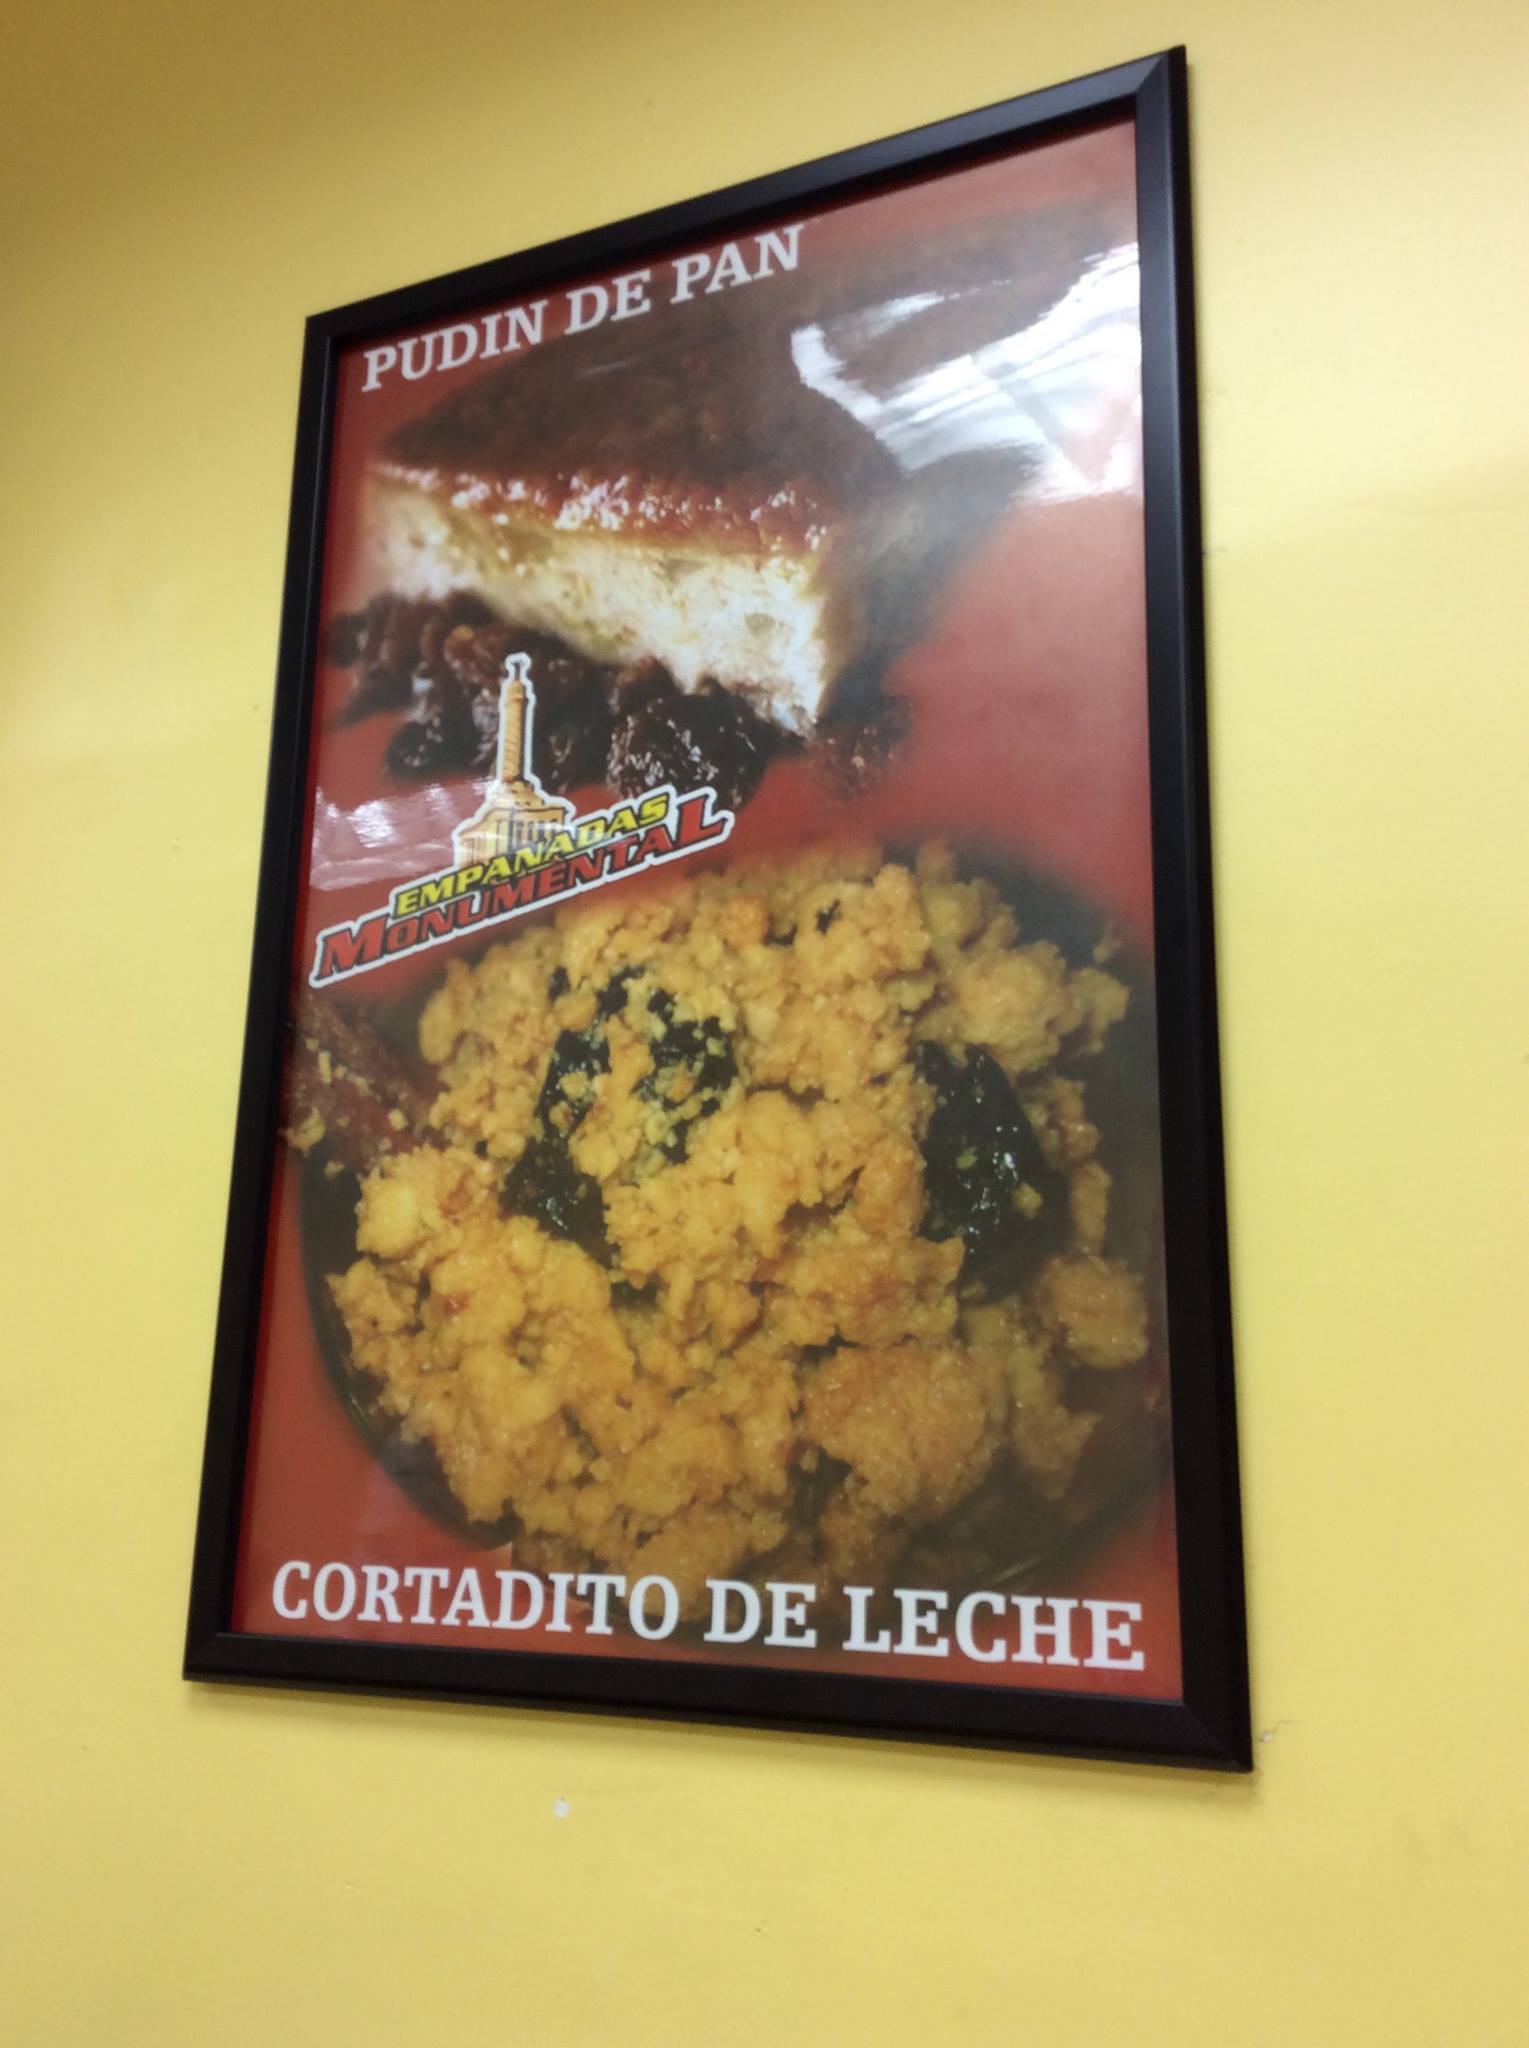 PUDIN DE PAN
EMPANADAS
MONUMENTAL
CORTADITO DE LECHE